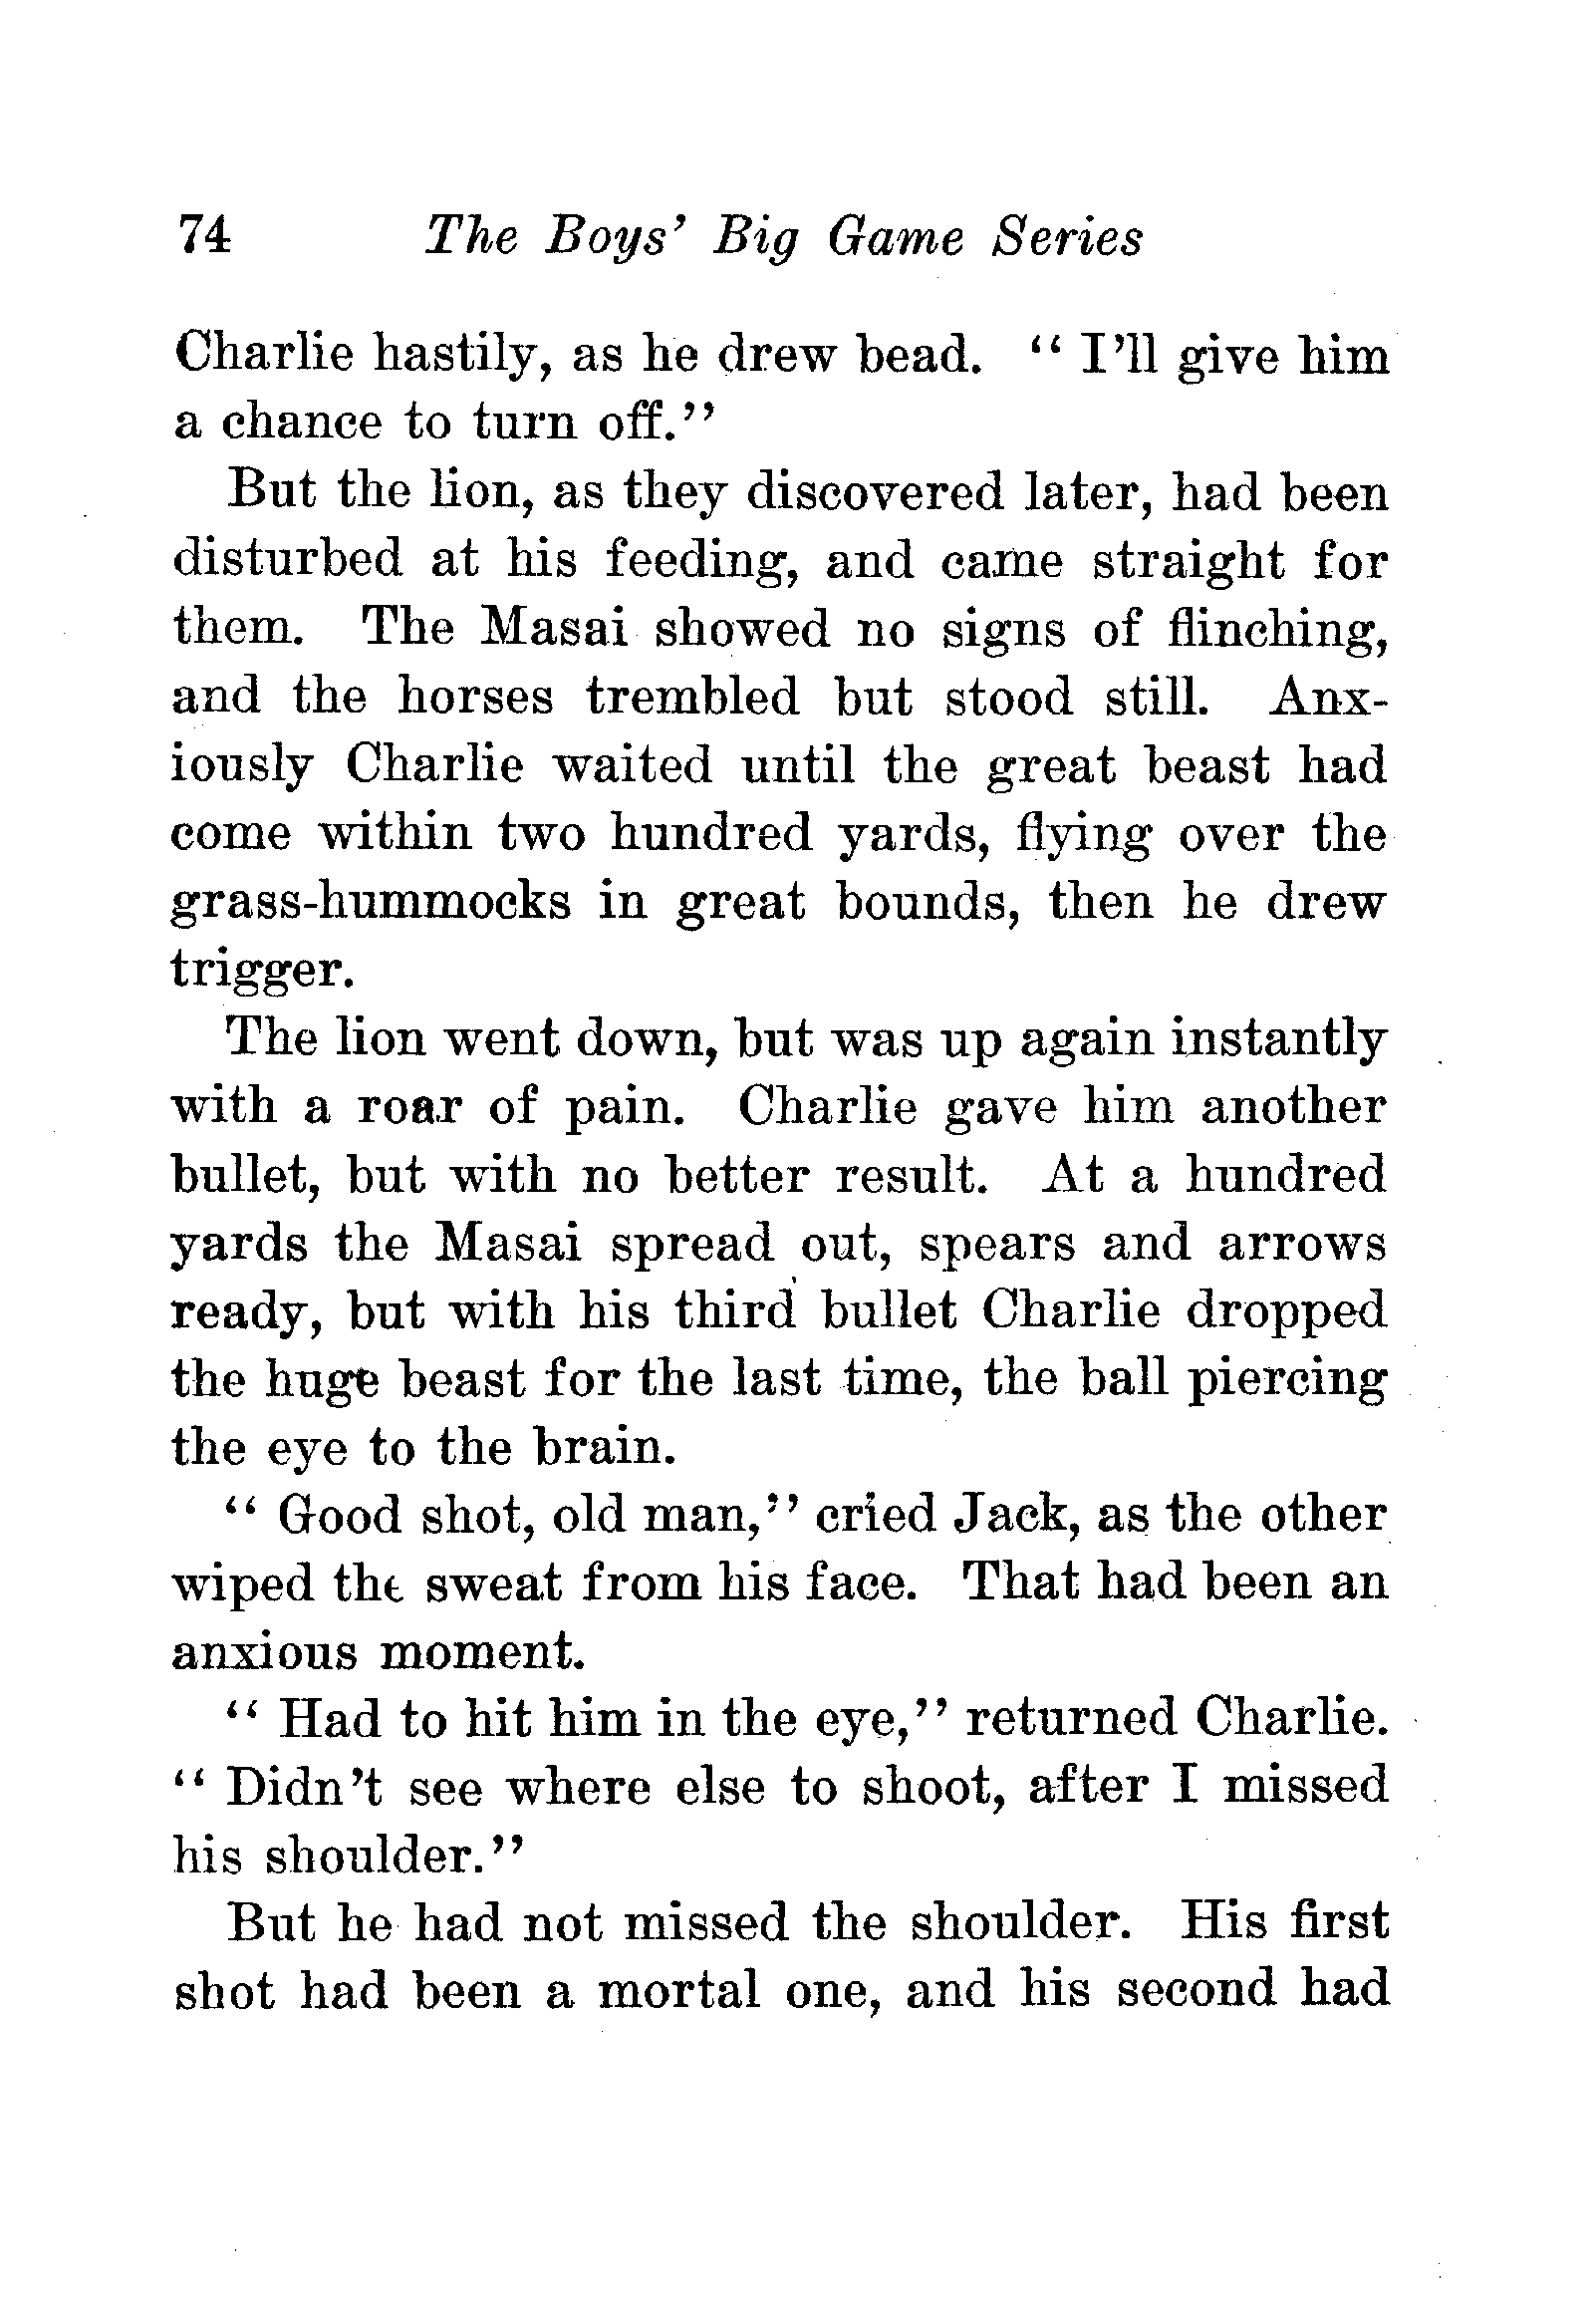 74 The Boys' Big Game Series
Charlie hastily, as he drew bead. "I'll give him
a chance to turn off."
But the lion, as they discovered later, had been
disturbed at his feeding, and came straight for
them. The Masai showed no signs of flinching,
and the horses trembled but stood still. Anx-
iously Charlie waited until the great beast had
come within two hundred yards, flying over the
grass-hummocks in great bounds, then he drew
trigger.
The lion went down, but was up again instantly
with a roar of pain. Charlie gave him another
bullet, but with no better result. At a hundred
yards the Masai spread out, spears and arrows
ready, but with his third bullet Charlie dropped
the huge beast for the last time, the ball piercing
the eye to the brain.
"Good shot, old man," cried Jack, as the other
wiped the sweat from his face. That had been an
anxious moment.
"Had to hit him in the eye," returned Charlie.
"Didn't see where else to shoot, after I missed
his shoulder."
But he had not missed the shoulder. His first
shot had been a mortal one, and his second had